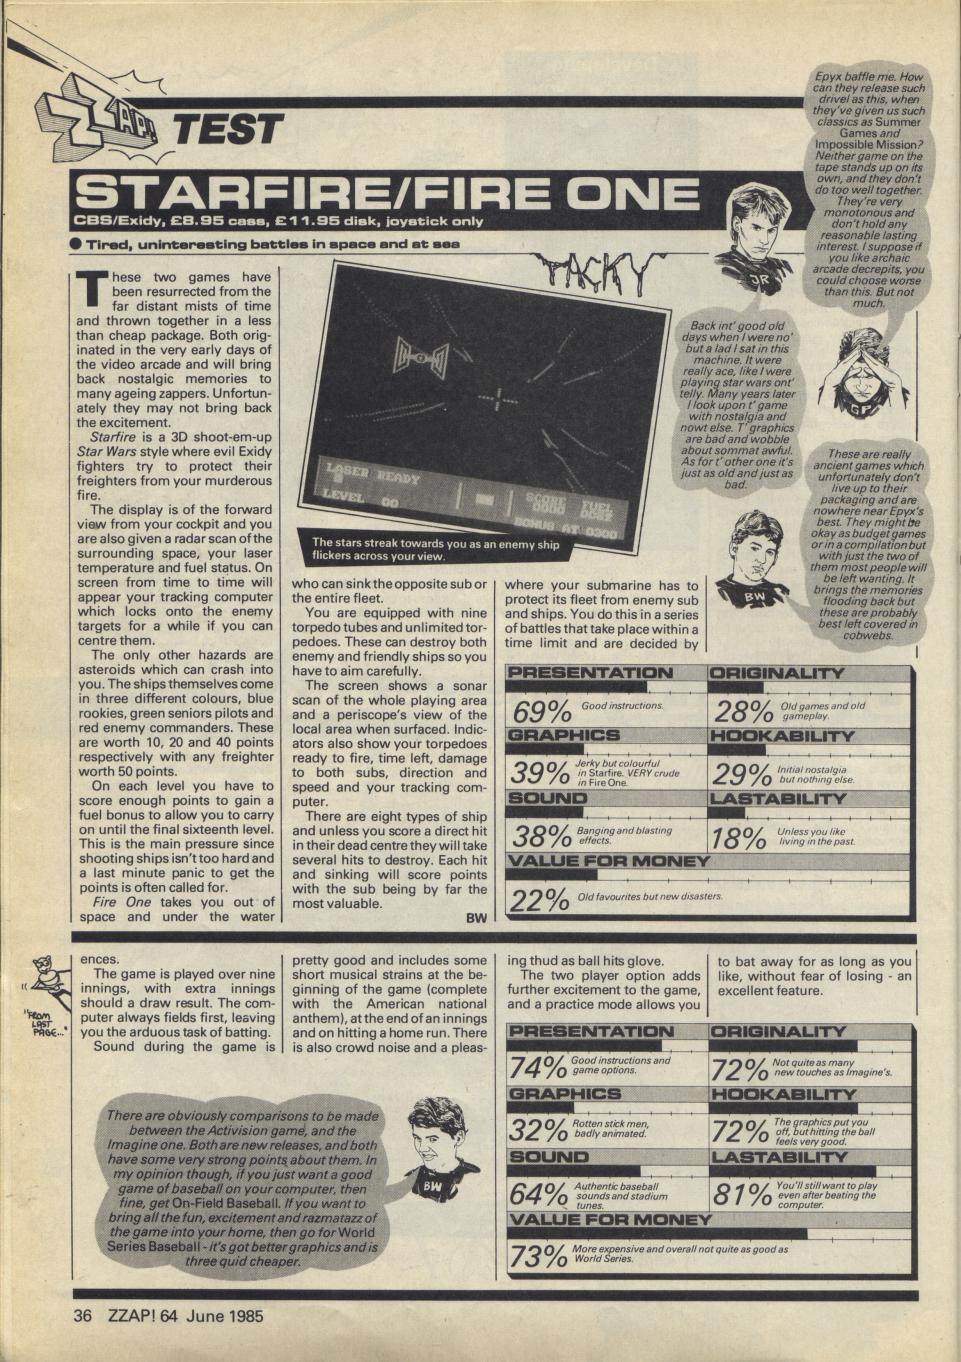 ZZAP! TEST
STARFIRE/FIRE ONE
CBS/Exidy, £8.95 cass, £11.95 disk, joystick only
● Tired, uninteresting battles in space and at sea
TACKY
These two games have
been resurrected from the
far distant mists of time
and thrown together in a less
than cheap package. Both orig-
inated in the very early days of
the video arcade and will bring
back nostalgic memories to
many ageing zappers. Unfortun-
ately they may not bring back
the excitement.
Starfire is a 3D shoot-em-up
Star Wars style where evil Exidy
fighters try to protect their
freighters from your murderous
fire.
The display is of the forward
view from your cockpit and you
are also given a radar scan of the
surrounding space, your laser
temperature and fuel status. On
screen from time to time will
appear your tracking computer
which locks onto the enemy
targets for a while if you can
centre them.
The only other hazards are
asteroids which can crash into
you. The ships themselves come
in three different colours, blue
rookies, green seniors pilots and
red enemy commanders. These
are worth 10, 20 and 40 points
respectively with any freighter
worth 50 points.
On each level you have to
score enough points to gain a
fuel bonus to allow you to carry
on until the final sixteenth level.
This is the main pressure since
shooting ships isn't too hard and
a last minute panic to get the
points is often called for.
Fire One takes you out of
space and under the water
LASER READY
LEVEL 00
SCORE FUEL
0000
BONUS AT 0300
The stars streak towards you as an enemy ship
flickers across your view.
where your submarine has to
protect its fleet from enemy sub
and ships. You do this in a series
of battles that take place within a
time limit and are decided by
who can sink the opposite sub or
the entire fleet.
You are equipped with nine
torpedo tubes and unlimited tor-
pedoes. These can destroy both
enemy and friendly ships so you
have to aim carefully.
The screen shows a sonar
scan of the whole playing area
and a periscope's view of the
local area when surfaced. Indic-
ators also show your torpedoes
ready to fire, time left, damage
to both subs, direction and
speed and your tracking com-
puter.
There are eight types of ship
and unless you score a direct hit
in their dead centre they will take
several hits to destroy. Each hit
and sinking will score points
with the sub being by far the
most valuable.
BW
Epyx baffle me. How
can they release such
drivel as this, when
they've given us such
classics as Summer
Games and
Impossible Mission?
Neither game on the
tape stands up on its
own, and they don't
do too well together.
They're very
monotonous and
don't hold any
reasonable lasting
interest. I suppose if
you like archaic
arcade decrepits, you
could choose worse
than this. But not
much.
JR
Back int' good old
days when I were no'
but a lad I sat in this
machine. It were
really ace, like I were
playing star wars ont'
telly. Many years later
I look upon t' game
with nostalgia and
nowt else. T' graphics
are bad and wobble
about sommat awful.
As for t' other one it's
just as old and just as
bad.
GP
These are really
ancient games which
unfortunately don't
live up to their
packaging and are
nowhere near Epyx's
best. They might be
okay as budget games
or in a compilation but
with just the two of
them most people will
be left wanting. It
brings the memories
flooding back but
these are probably
best left covered in
cobwebs.
BW
PRESENTATION
69% Good instructions.
ORIGINALITY
28% Old games and old
gameplay.
GRAPHICS
39% Jerky but colourful
in Starfire. VERY crude
in Fire One.
HOOKABILITY
29% Initial nostalgia
but nothing else.
SOUND
38% Banging and blasting
effects.
LASTABILITY
18% Unless you like
living in the past.
VALUE FOR MONEY
22% Old favourites but new disasters.
"FROM
LAST
PAGE..."
ences.
The game is played over nine
innings, with extra innings
should a draw result. The com-
puter always fields first, leaving
you the arduous task of batting.
Sound during the game is
pretty good and includes some
short musical strains at the be-
ginning of the game (complete
with the American national
anthem), at the end of an innings
and on hitting a home run. There
is also crowd noise and a pleas-
ing thud as ball hits glove.
The two player option adds
further excitement to the game,
and a practice mode allows you
to bat away for as long as you
like, without fear of losing - an
excellent feature.
There are obviously comparisons to be made
between the Activision game, and the
Imagine one. Both are new releases, and both
have some very strong points about them. In
my opinion though, if you just want a good
game of baseball on your computer, then
fine, get On-Field Baseball. If you want to
bring all the fun, excitement and razmatazz of
the game into your home, then go for World
Series Baseball - it's got better graphics and is
three quid cheaper.
BW
PRESENTATION
74% Good instructions and
game options.
ORIGINALITY
72% Not quite as many
new touches as Imagine's.
GRAPHICS
32% Rotten stick men,
badly animated.
HOOKABILITY
72% The graphics put you
off, but hitting the ball
feels very good.
SOUND
64% Authentic baseball
sounds and stadium
tunes.
LASTABILITY
81% You'll still want to play
even after beating the
computer.
VALUE FOR MONEY
73% More expensive and overall not quite as good as
World Series.
36 ZZAP! 64 June 1985